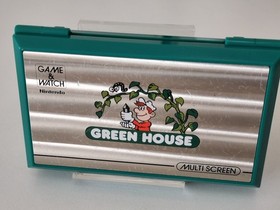 GAME
&
WATCH
Nintendo
GREEN HOUSE
MULTI SCREEN